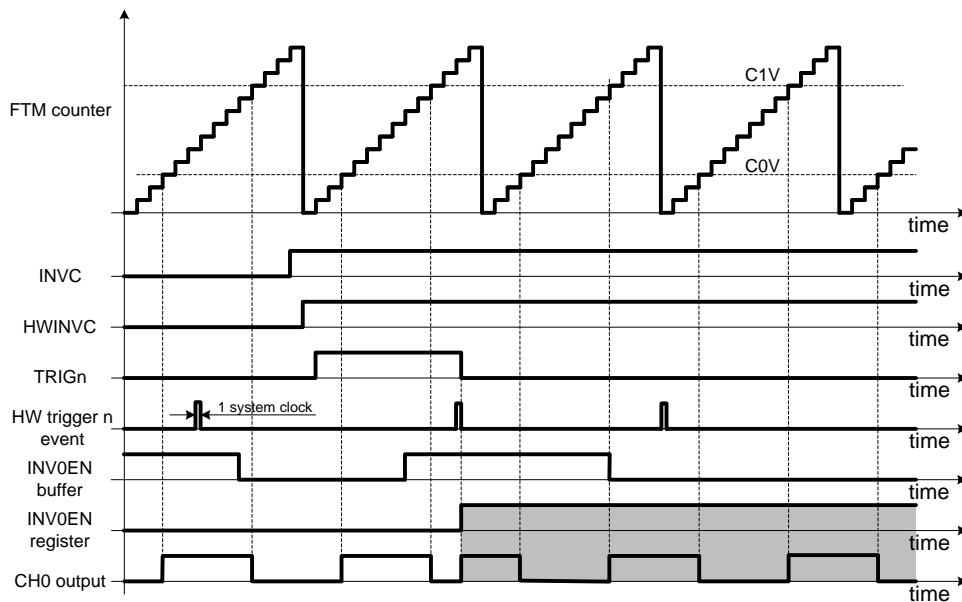 C1V
FTM counter
C0V
time
INVC
time
HWINVC
time
TRIGn
time
HW trigger n
event
1 system clock
time
INV0EN
buffer
time
INV0EN
register
time
CH0 output
time